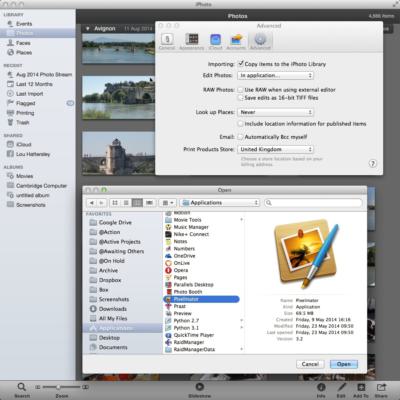 iPhoto
LIBRARY
Events
Photos
Faces
Places
RECENT
Aug 2014 Photo Stream
Last 12 Months
Last Import
Flagged
Printing
Trash
SHARED
iCloud
Lou Hattersley
ALBUMS
Movies
Cambridge Computer
untitled album
Screenshots
Photos
4,886 items
Avignon 11 Aug 2014
Advanced
General Appearance iCloud Accounts Advanced
Importing: Copy items to the iPhoto Library
Edit Photos: In application...
RAW Photos: Use RAW when using external editor
Save edits as 16-bit TIFF files
Look up Places: Never
Include location information for published items
Email: Automatically Bcc myself
Print Products Store: United Kingdom
Choose a store location based on your
billing address.
?
Open
Applications
FAVORITES
Google Drive
@Action
@Active Projects
@Awaiting Others
@On Hold
Archive
Dropbox
Box
Screenshots
Downloads
All My Files
Applications
Desktop
Documents
Motion
Movie Tools
Music Manager
Nike+ Connect
Notes
Numbers
OneDrive
OnLive
Opera
Pages
Parallels Desktop
Photo Booth
Pixelmator
Praat
Preview
Python 2.7
Python 3.1
QuickTime Player
RaidManager
RaidManagerData
Name Pixelmator
Kind Application
Size 69.5 MB
Created Friday, 9 May 2014 16:16
Modified Friday, 23 May 2014 09:58
Last opened Friday, 23 May 2014 09:58
Version 3.2
Cancel Open
Search Zoom Slideshow Info Edit Add To Share